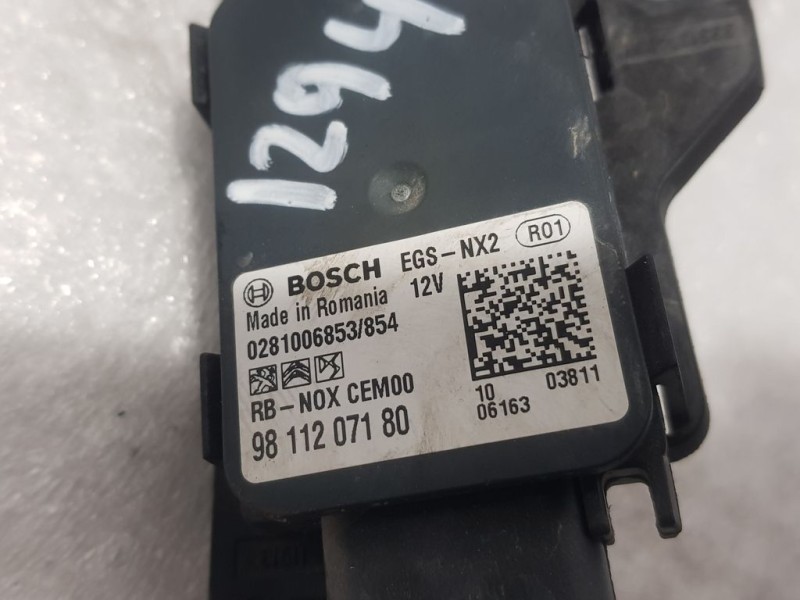 1294
BOSCH EGS-NX2 R01
Made in Romania 12V
0281006853/854
RB-NOX CEM00
98 112 071 80
10 03811
06163